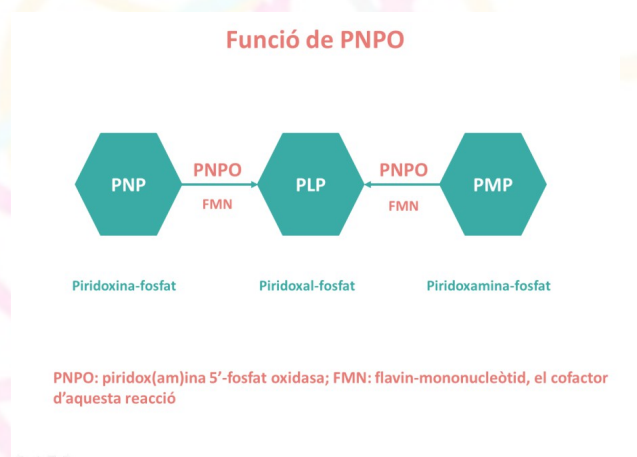 Funció de PNPO
PNP
PNPO
FMN
PLP
PNPO
FMN
PMP
Piridoxina-fosfat
Piridoxal-fosfat
Piridoxamina-fosfat
PNPO: piridox(am)ina 5’-fosfat oxidasa; FMN: flavin-mononucleòtid, el cofactor
d’aquesta reacció